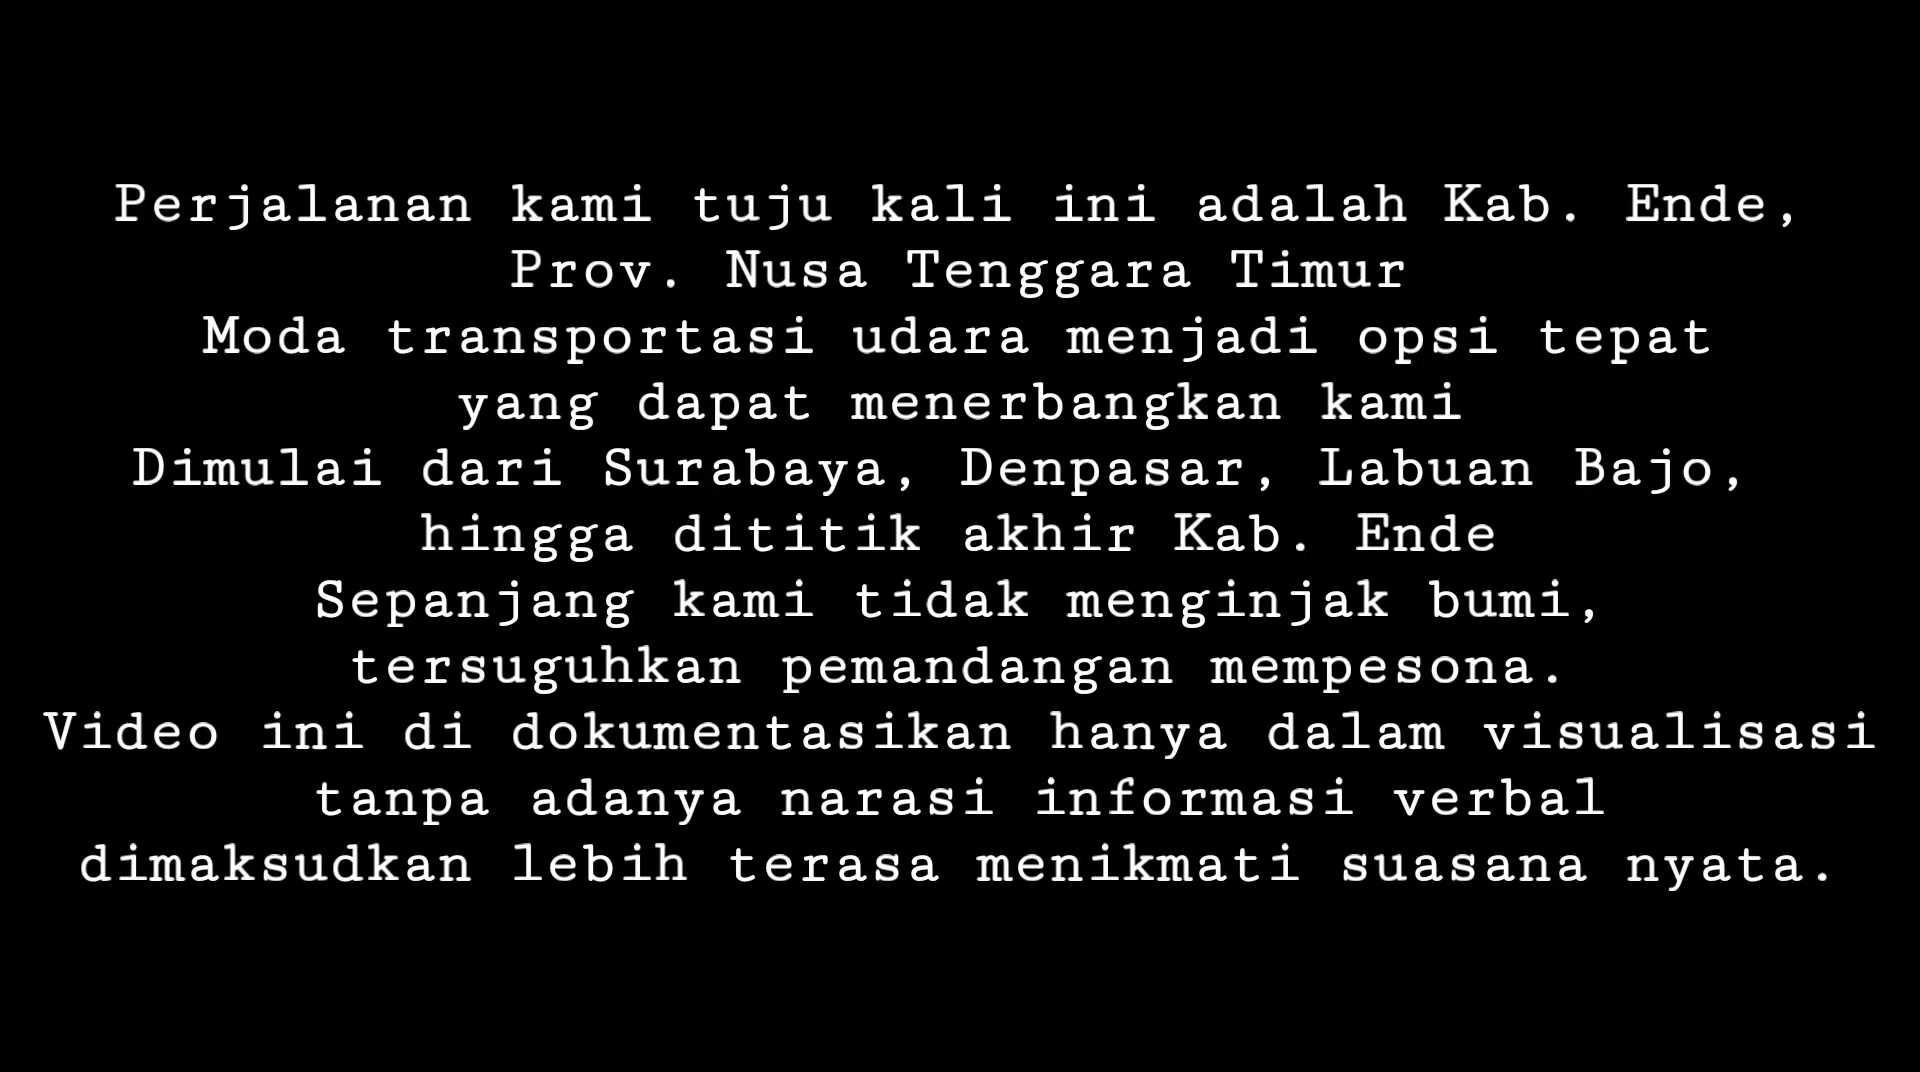 Perjalanan kami tuju kali ini adalah Kab. Ende,
Prov. Nusa Tenggara Timur
Moda transportasi udara menjadi opsi tepat
yang dapat menerbangkan kami
Dimulai dari Surabaya, Denpasar, Labuan Bajo,
hingga dititik akhir Kab. Ende
Sepanjang kami tidak menginjak bumi,
tersuguhkan pemandangan mempesona.
Video ini di dokumentasikan hanya dalam visualisasi
tanpa adanya narasi informasi verbal
dimaksudkan lebih terasa menikmati suasana nyata.